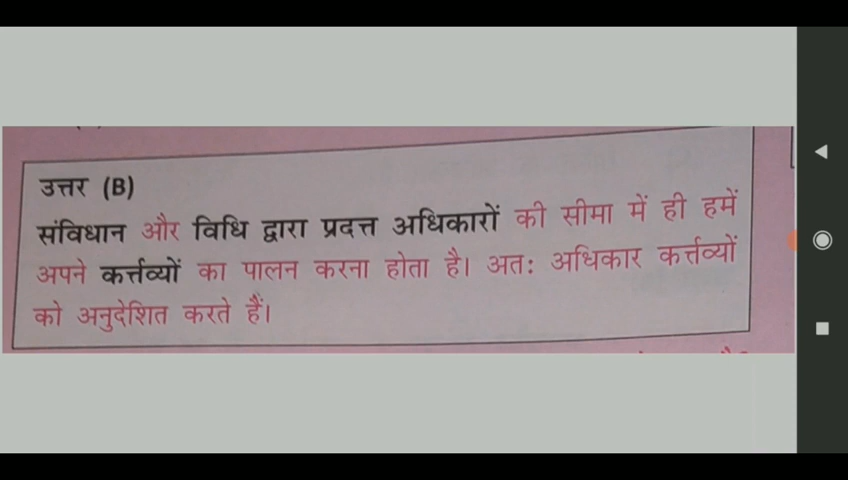 उत्तर (B)
संविधान और विधि द्वारा प्रदत्त अधिकारों की सीमा में ही हमें
अपने कर्त्तव्यों का पालन करना होता है। अतः अधिकार कर्त्तव्यों
को अनुदेशित करते हैं।